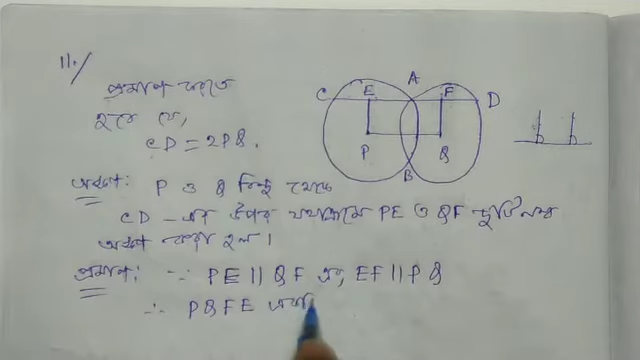 11./
প্রমাণ করতে
হবে যে,
CD = 2PQ.
C E A F D
P Q
B
অঙ্কন: P ও Q বিন্দু থেকে
CD -এর উপর যথাক্রমে PE ও QF দুটি লম্ব
অঙ্কন করা হল।
প্রমাণ: ∵ PE || QF এবং, EF || PQ
∴ PQFE একটি